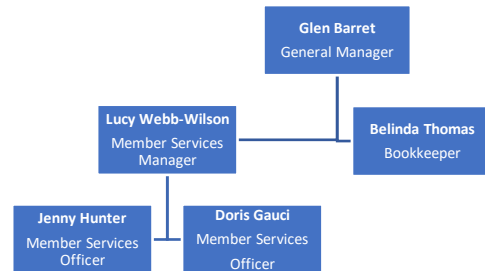 Glen Barret
General Manager
Lucy Webb-Wilson
Member Services
Manager
Belinda Thomas
Bookkeeper
Jenny Hunter
Member Services
Officer
Doris Gauci
Member Services
Officer